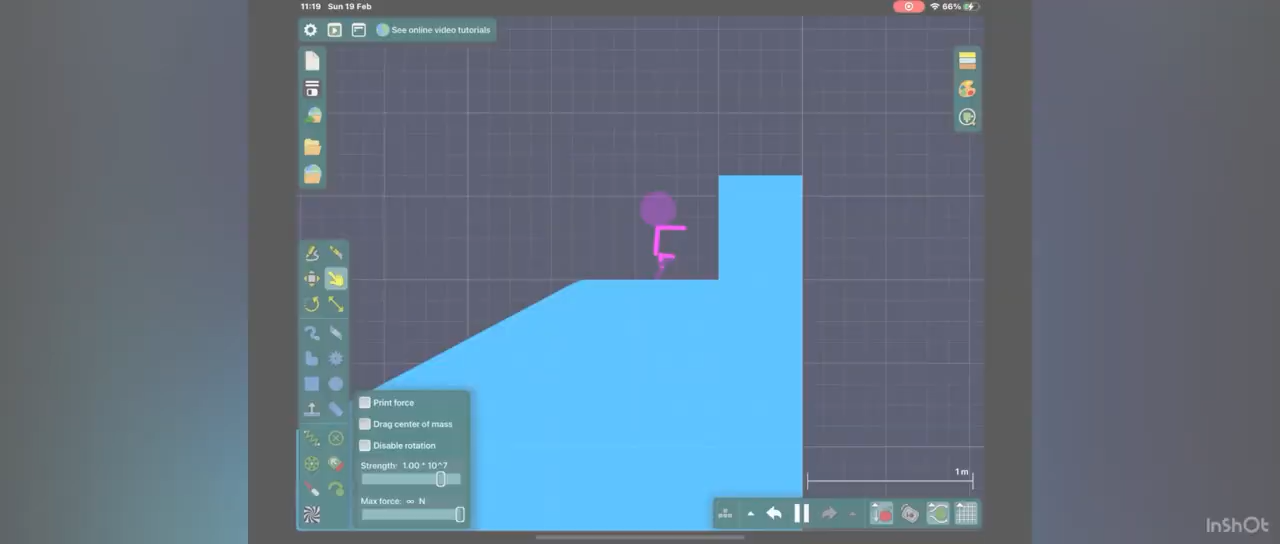 11:19 Sun 19 Feb
66%
See online video tutorials
Print force
Drag center of mass
Disable rotation
Strength: 1.00 * 10^7
Max force: ∞ N
1 m
InShOt